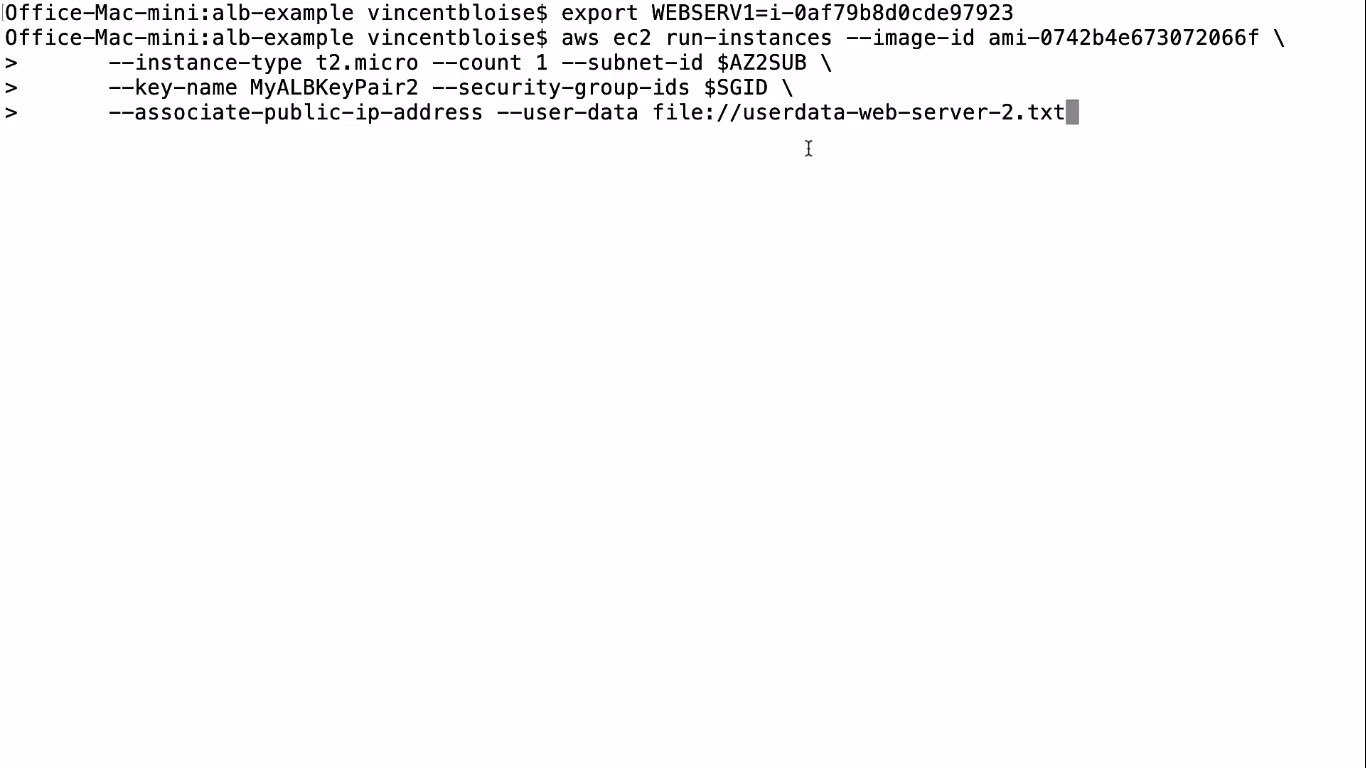 Office-Mac-mini:alb-example vincentbloise$ export WEBSERV1=i-0af79b8d0cde97923
Office-Mac-mini:alb-example vincentbloise$ aws ec2 run-instances --image-id ami-0742b4e673072066f \
>       --instance-type t2.micro --count 1 --subnet-id $AZ2SUB \
>       --key-name MyALBKeyPair2 --security-group-ids $SGID \
>       --associate-public-ip-address --user-data file://userdata-web-server-2.txt